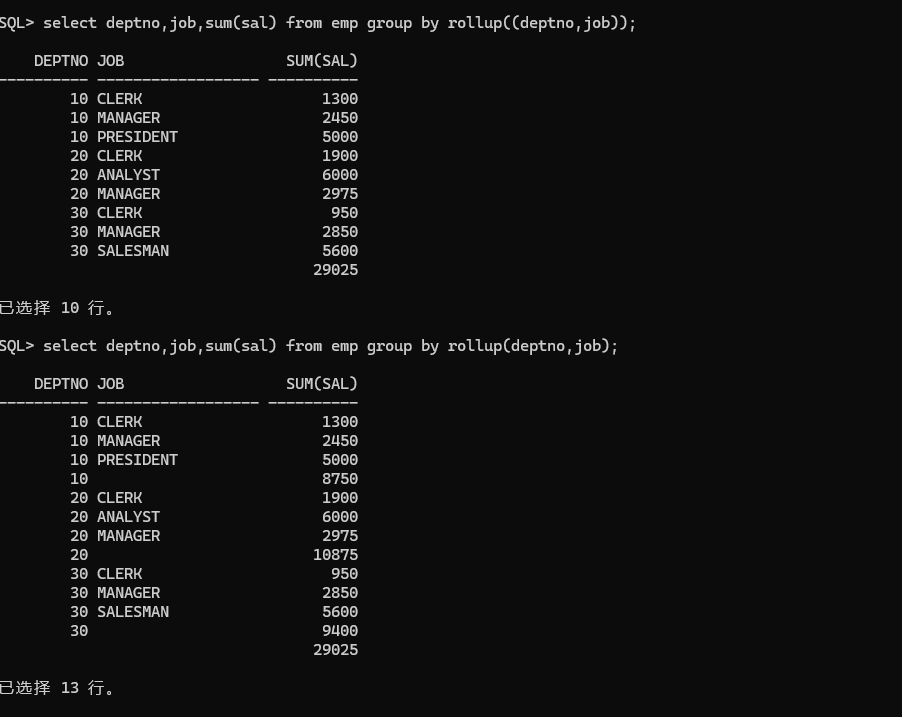 SQL> select deptno,job,sum(sal) from emp group by rollup((deptno,job));
    DEPTNO JOB                  SUM(SAL)
---------- ------------------ ----------
        10 CLERK                    1300
        10 MANAGER                  2450
        10 PRESIDENT                5000
        20 CLERK                    1900
        20 ANALYST                  6000
        20 MANAGER                  2975
        30 CLERK                     950
        30 MANAGER                  2850
        30 SALESMAN                 5600
                                   29025
已选择 10 行。
SQL> select deptno,job,sum(sal) from emp group by rollup(deptno,job);
    DEPTNO JOB                  SUM(SAL)
---------- ------------------ ----------
        10 CLERK                    1300
        10 MANAGER                  2450
        10 PRESIDENT                5000
        10                          8750
        20 CLERK                    1900
        20 ANALYST                  6000
        20 MANAGER                  2975
        20                         10875
        30 CLERK                     950
        30 MANAGER                  2850
        30 SALESMAN                 5600
        30                          9400
                                   29025
已选择 13 行。